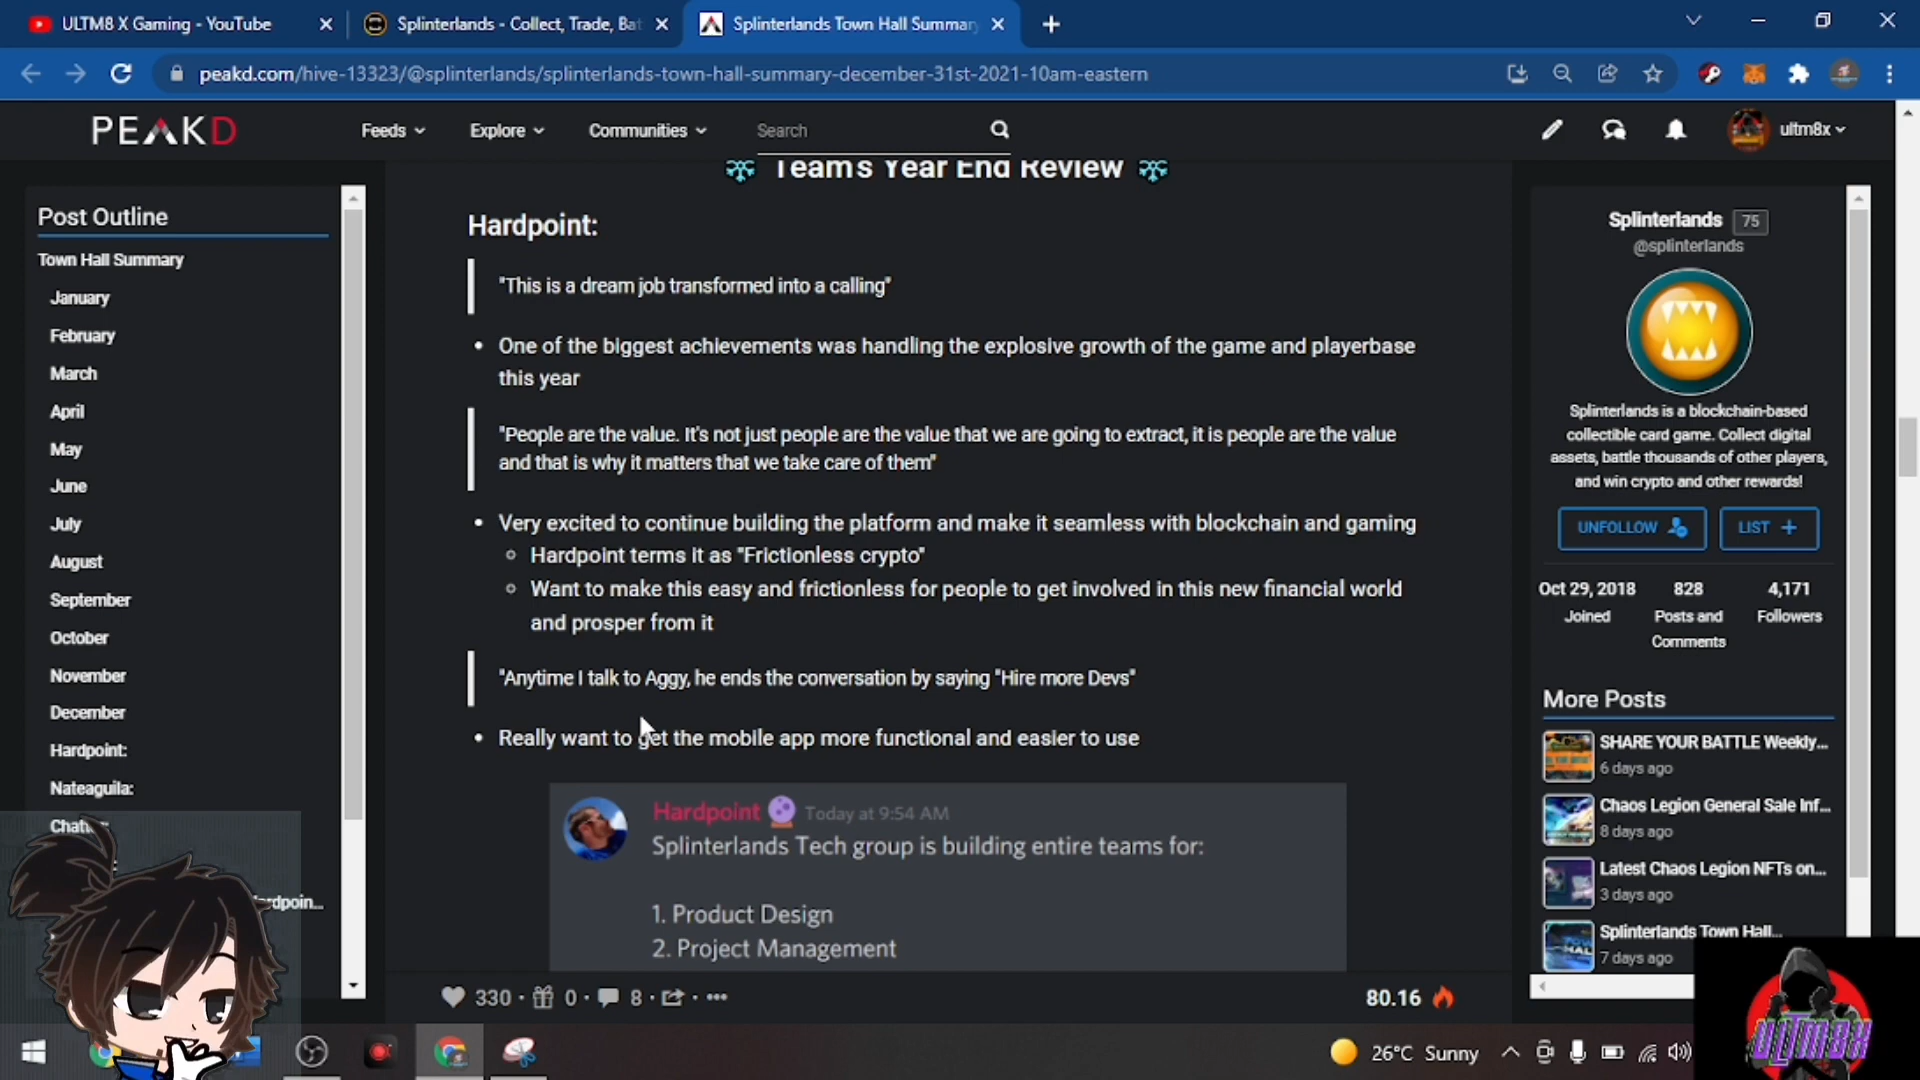 ULTM8 X Gaming - YouTube
Splinterlands - Collect, Trade, Bat
Splinterlands Town Hall Summar
peakd.com/hive-13323/@splinterlands/splinterlands-town-hall-summary-december-31st-2021-10am-eastern
PEAKD
Feeds
Explore
Communities
Search
ultm8x
Team's Year End Review
Post Outline
Town Hall Summary
January
February
March
April
May
June
July
August
September
October
November
December
Hardpoint:
Nateaguila:
Hardpoint:
"This is a dream job transformed into a calling"
• One of the biggest achievements was handling the explosive growth of the game and playerbase
this year
"People are the value. It's not just people are the value that we are going to extract, it is people are the value
and that is why it matters that we take care of them"
• Very excited to continue building the platform and make it seamless with blockchain and gaming
Hardpoint terms it as "Frictionless crypto"
Want to make this easy and frictionless for people to get involved in this new financial world
and prosper from it
"Anytime I talk to Aggy, he ends the conversation by saying "Hire more Devs"
• Really want to get the mobile app more functional and easier to use
Hardpoint Today at 9:54 AM
Splinterlands Tech group is building entire teams for:
1. Product Design
2. Project Management
330 · 0 · 8 · ·
80.16
Splinterlands 75
@splinterlands
Splinterlands is a blockchain-based
collectible card game. Collect digital
assets, battle thousands of other players,
and win crypto and other rewards!
UNFOLLOW
LIST +
Oct 29, 2018 828 4,171
Joined Posts and Followers
Comments
More Posts
SHARE YOUR BATTLE Weekly...
6 days ago
Chaos Legion General Sale Inf...
8 days ago
Latest Chaos Legion NFTs on...
3 days ago
Splinterlands Town Hall...
7 days ago
26°C Sunny
ULTM8X